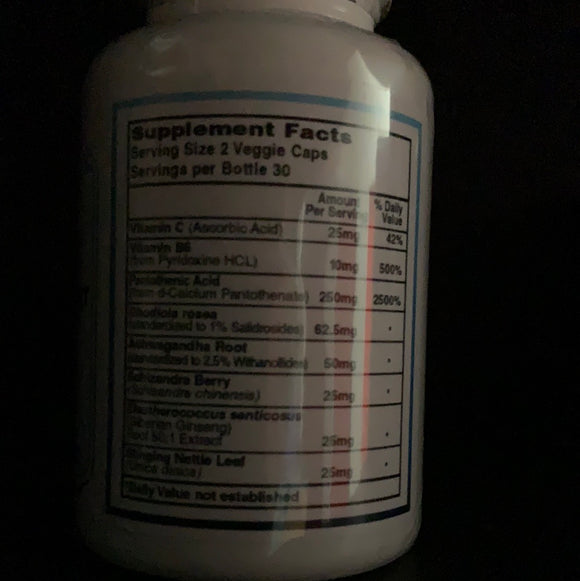 Supplement Facts
Serving Size 2 Veggie Caps
Servings per Bottle 30
Amount Per Serving % Daily Value
Vitamin C (Ascorbic Acid) 25mg 42%
Vitamin B6
(from Pyridoxine HCL) 10mg 500%
Pantothenic Acid
(from d-Calcium Pantothenate) 250mg 2500%
Rhodiola rosea
(standardized to 1% Salidrosides) 62.5mg *
Ashwagandha Root
(standardized to 2.5% Withanolides) 50mg *
Schizandra Berry
(Schisandra chinensis) 25mg *
Eleutherococcus senticosus
(Siberian Ginseng)
Root 50:1 Extract 25mg *
Stinging Nettle Leaf
(Urtica dioica) 25mg *
*Daily Value not established